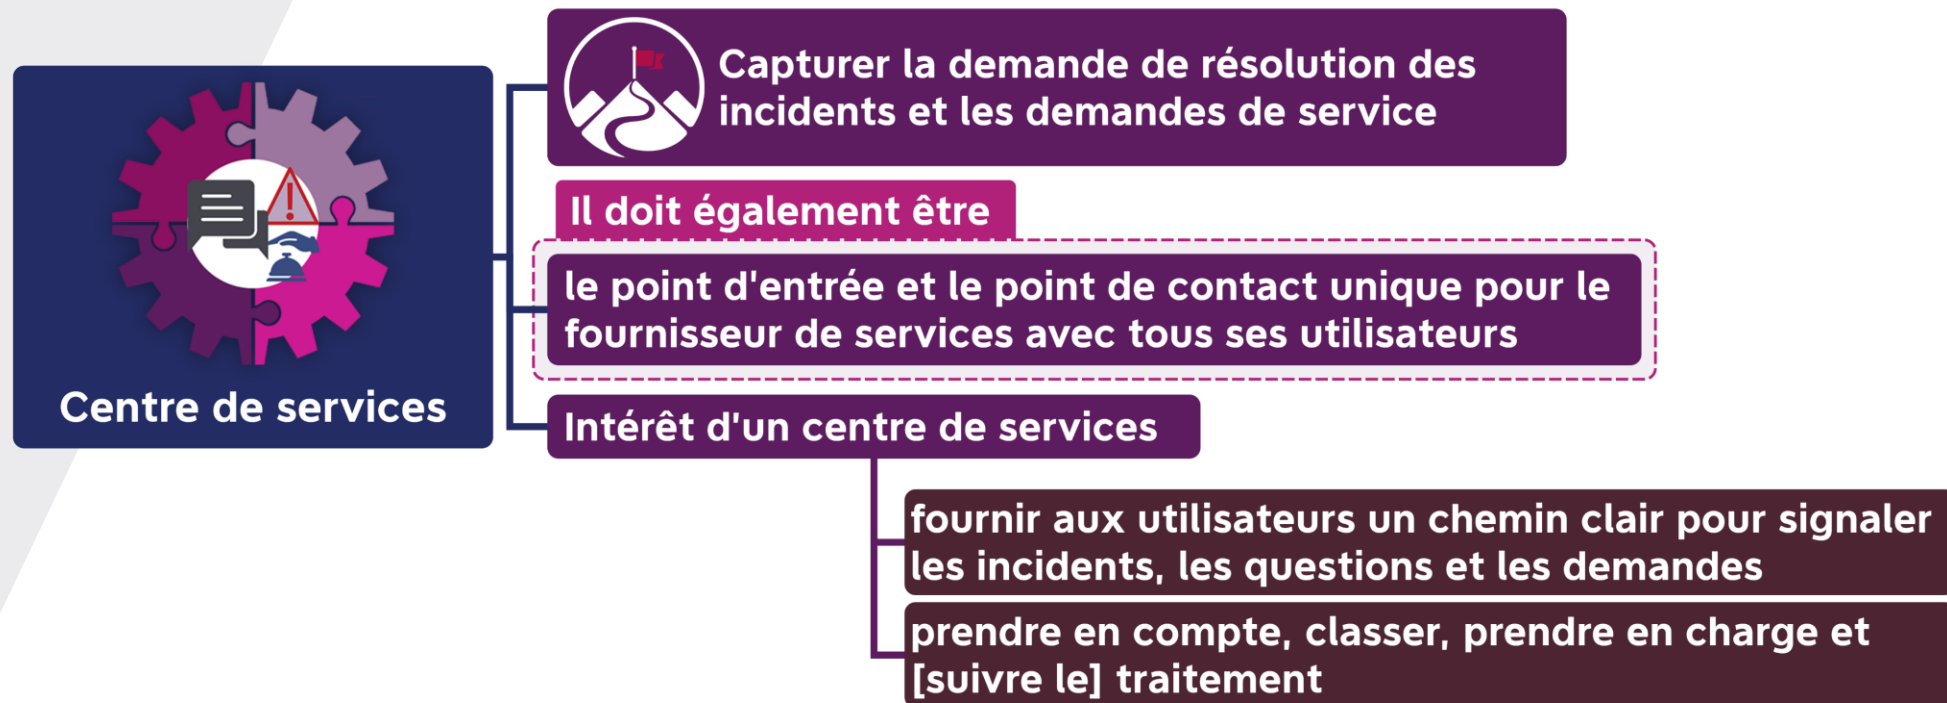 Centre de services
Capturer la demande de résolution des
incidents et les demandes de service
Il doit également être
le point d'entrée et le point de contact unique pour le
fournisseur de services avec tous ses utilisateurs
Intérêt d'un centre de services
fournir aux utilisateurs un chemin clair pour signaler
les incidents, les questions et les demandes
prendre en compte, classer, prendre en charge et
[suivre le] traitement